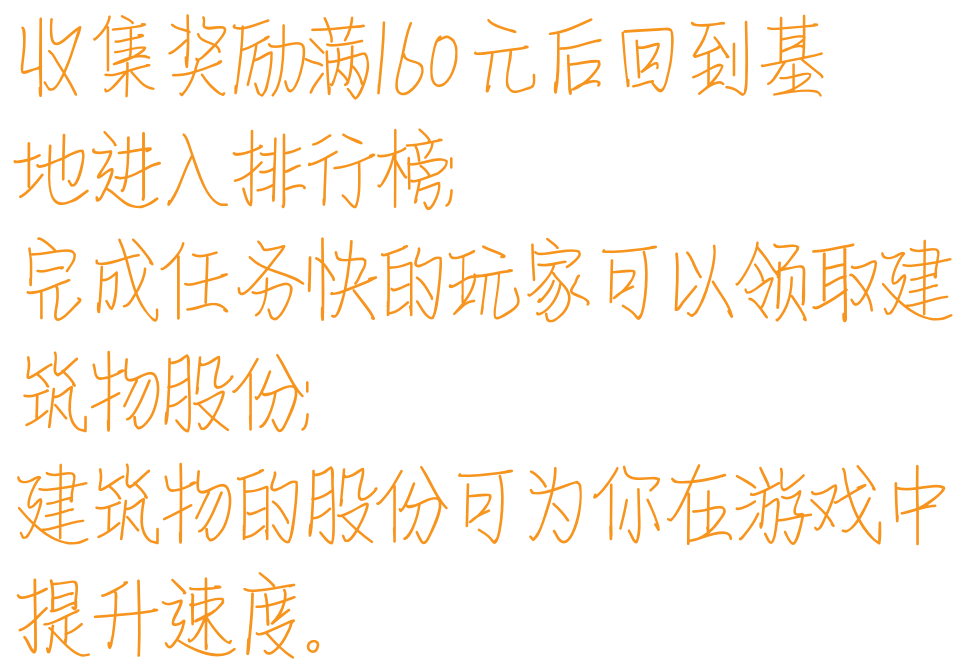 收集奖励满160元后回到基
地进入排行榜;
完成任务快的玩家可以领取建
筑物股份;
建筑物的股份可为你在游戏中
提升速度。